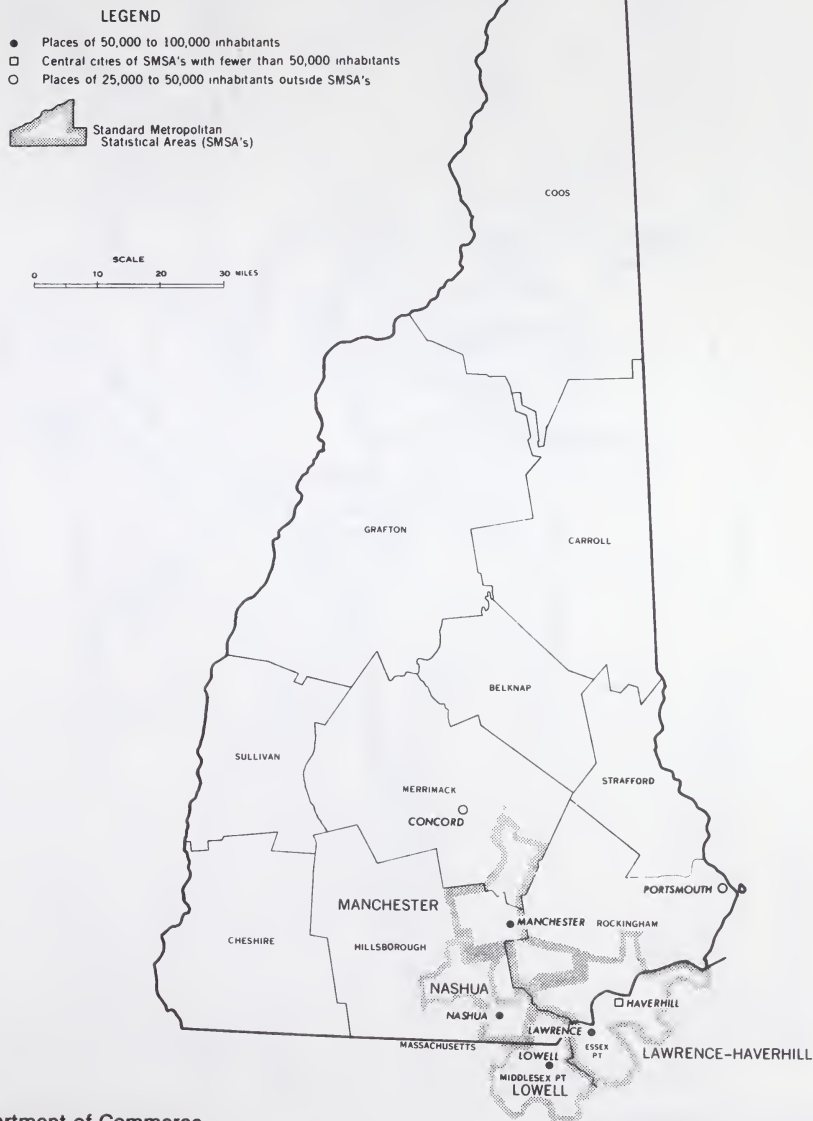 LEGEND
Places of 50,000 to 100,000 inhabitants
Central cities of SMSA's with fewer than 50,000 inhabitants
Places of 25,000 to 50,000 inhabitants outside SMSA's
Standard Metropolitan
Statistical Areas (SMSA's)
SCALE
0 10 20 30 MILES
COOS
GRAFTON
CARROLL
BELKNAP
SULLIVAN
STRAFFORD
MERRIMACK
CONCORD
PORTSMOUTH
MANCHESTER
MANCHESTER
ROCKINGHAM
CHESHIRE
HILLSBOROUGH
NASHUA
NASHUA
HAVERHILL
LAWRENCE
MASSACHUSETTS
ESSEX
PT
LAWRENCE-HAVERHILL
LOWELL
MIDDLESEX PT
LOWELL